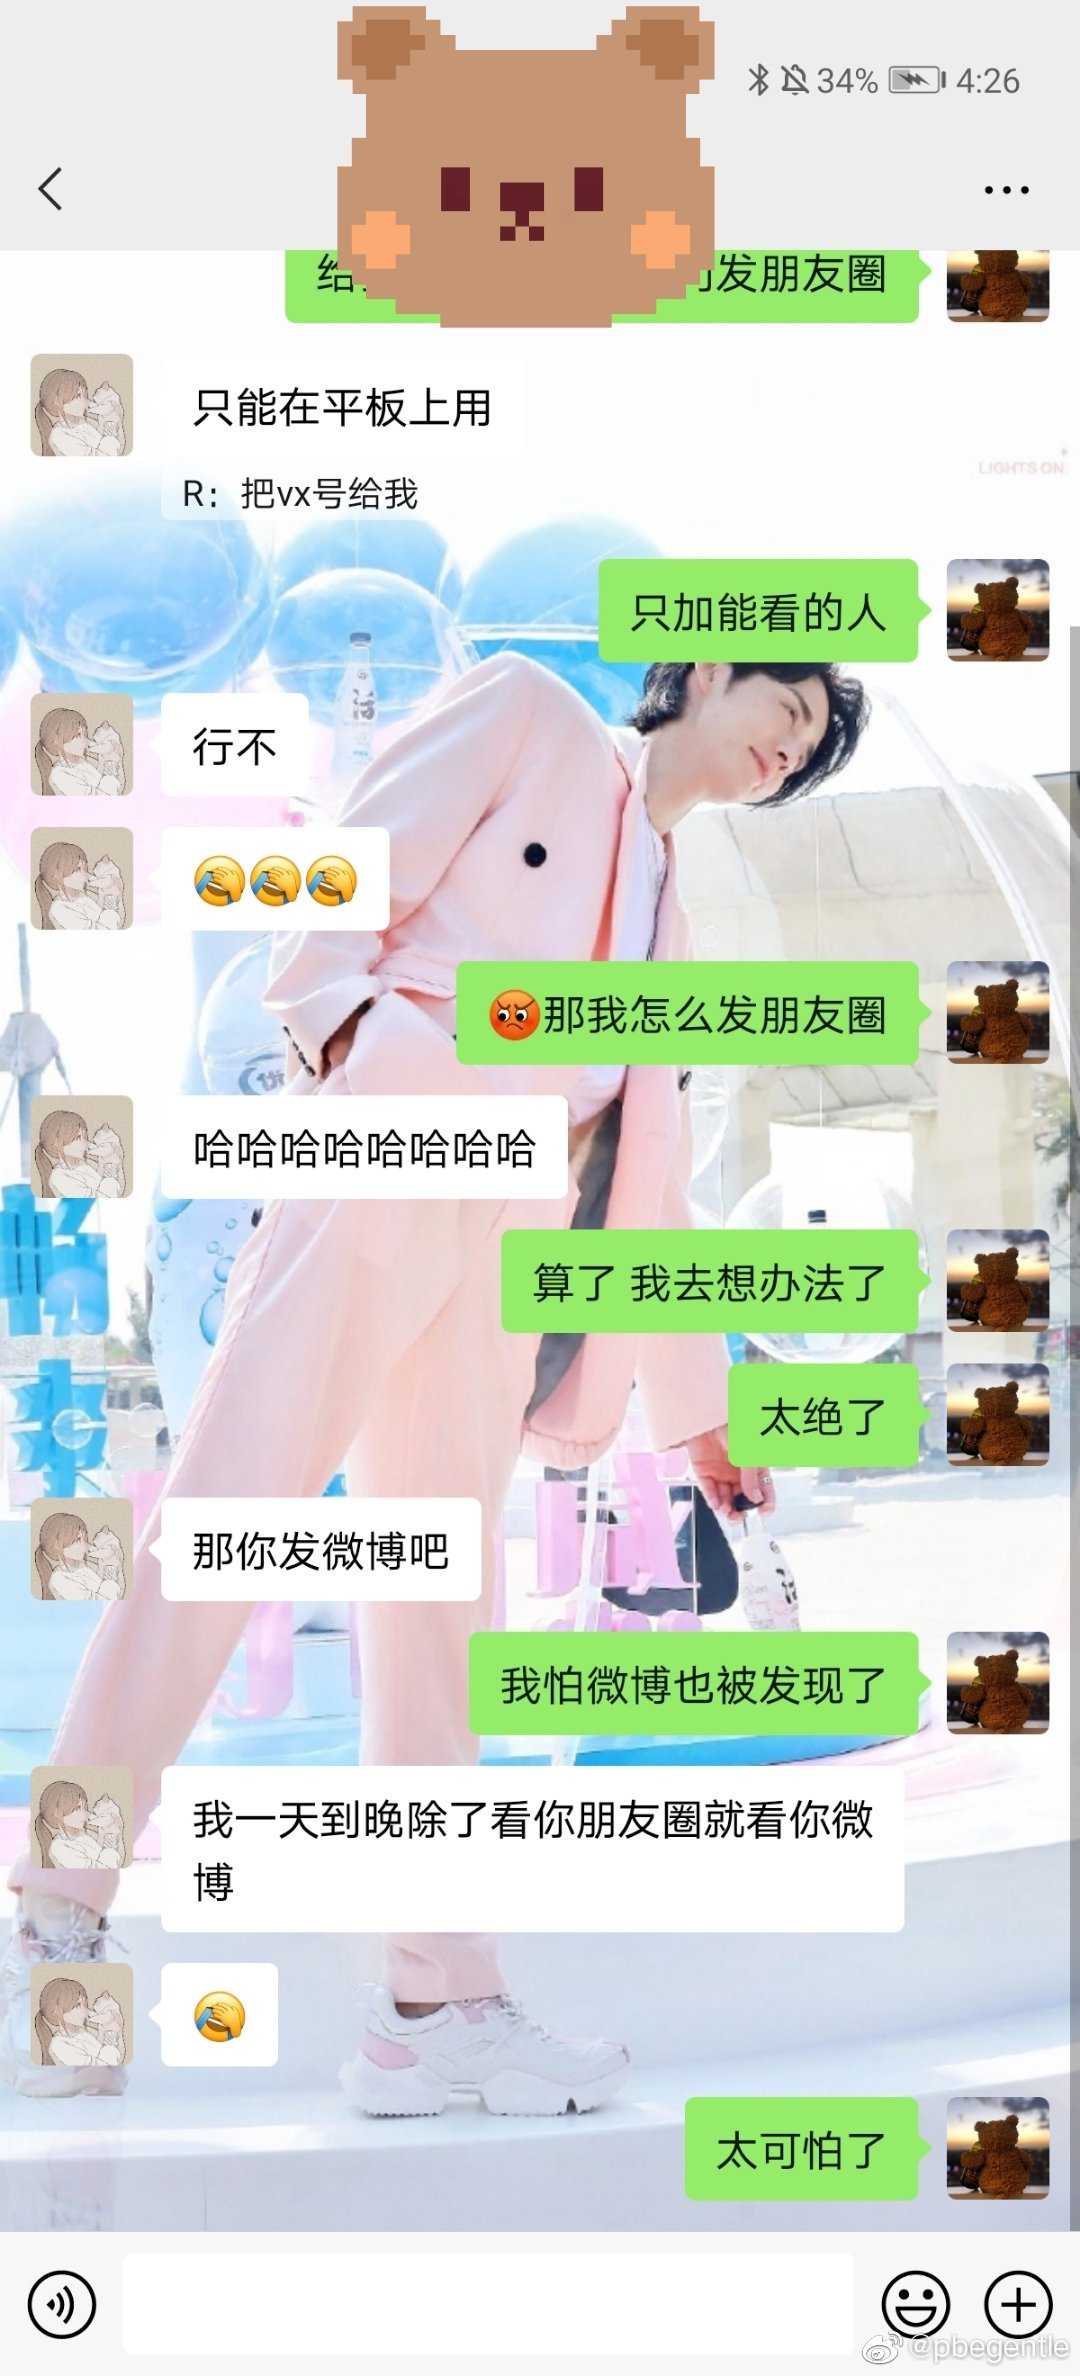 34% 4:26
给
发朋友圈
只能在平板上用
LIGHTS ON
R：把vx号给我
只加能看的人
活
行不
🤣那我怎么发朋友圈
哈哈哈哈哈哈哈哈
算了 我去想办法了
太绝了
那你发微博吧
我怕微博也被发现了
我一天到晚除了看你朋友圈就看你微
博
太可怕了
@pbegentle